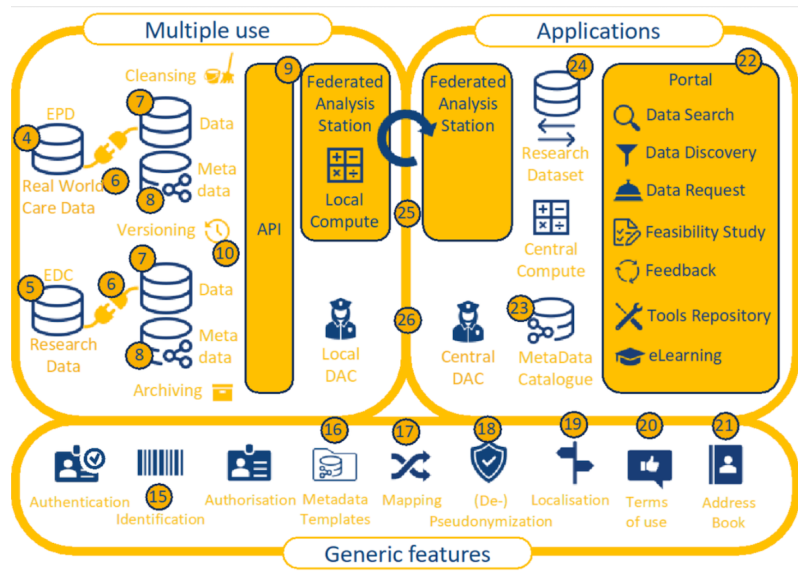 Multiple use
Applications
Cleansing
9
Federated
Analysis
Station
Local
Compute
Federated
Analysis
Station
24
Research
Dataset
22
Portal
Data Search
Data Discovery
Data Request
Feasibility Study
Feedback
Tools Repository
eLearning
EPD
4
Real World
Care Data
6
7
Data
8
Meta
data
Versioning
10
API
25
Central
Compute
EDC
5
Research
Data
6
7
Data
8
Meta
data
Archiving
Local
DAC
26
Central
DAC
23
MetaData
Catalogue
Authentication
15
Identification
Authorisation
16
Metadata
Templates
17
Mapping
18
(De-)
Pseudonymization
19
Localisation
20
Terms
of use
21
Address
Book
Generic features